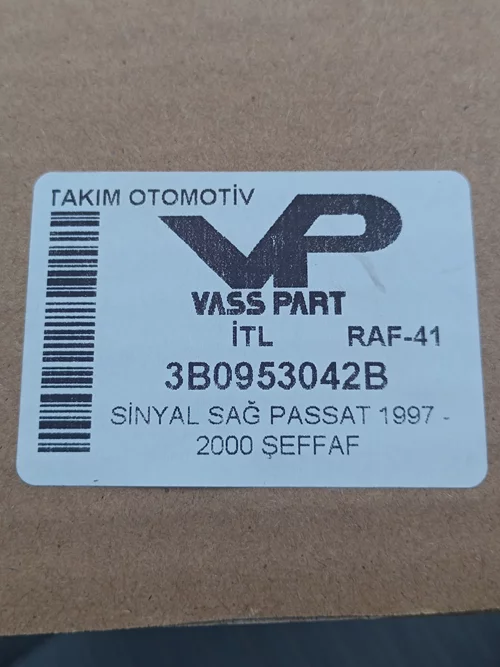 TAKIM OTOMOTİV
VP
VASS PART
İTL RAF-41
3B0953042B
SİNYAL SAĞ PASSAT 1997 -
2000 ŞEFFAF